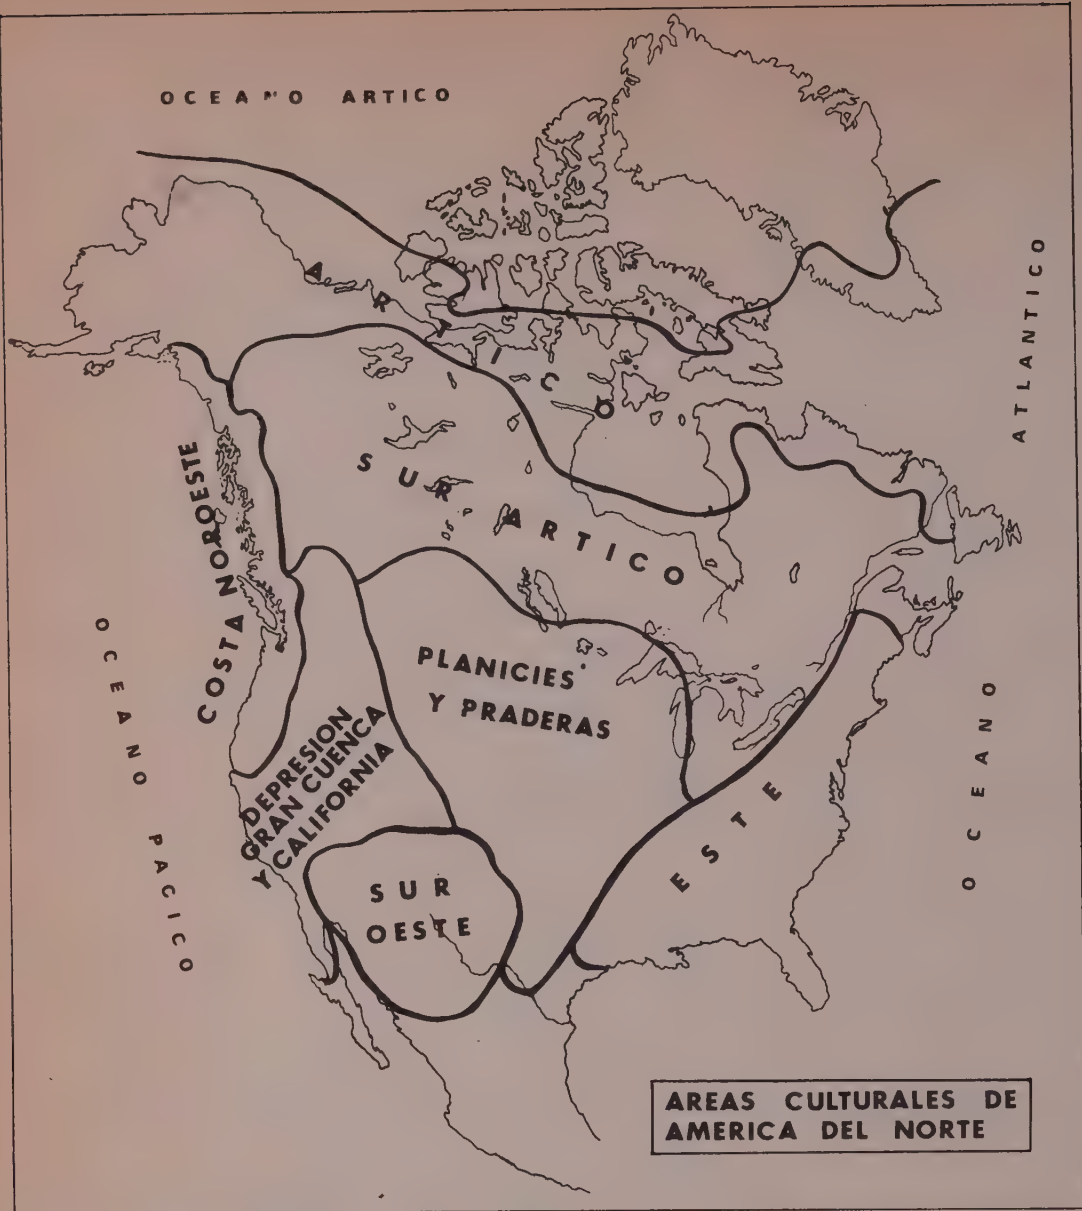 OCEANO ARTICO
ARTICO
SUR ARTICO
COSTA NOROESTE
PLANICIES
Y PRADERAS
DEPRESION
GRAN CUENCA
Y CALIFORNIA
SUR
OESTE
ESTE
OCEANO PACICO
OCEANO
ATLANTICO
AREAS CULTURALES DE
AMERICA DEL NORTE